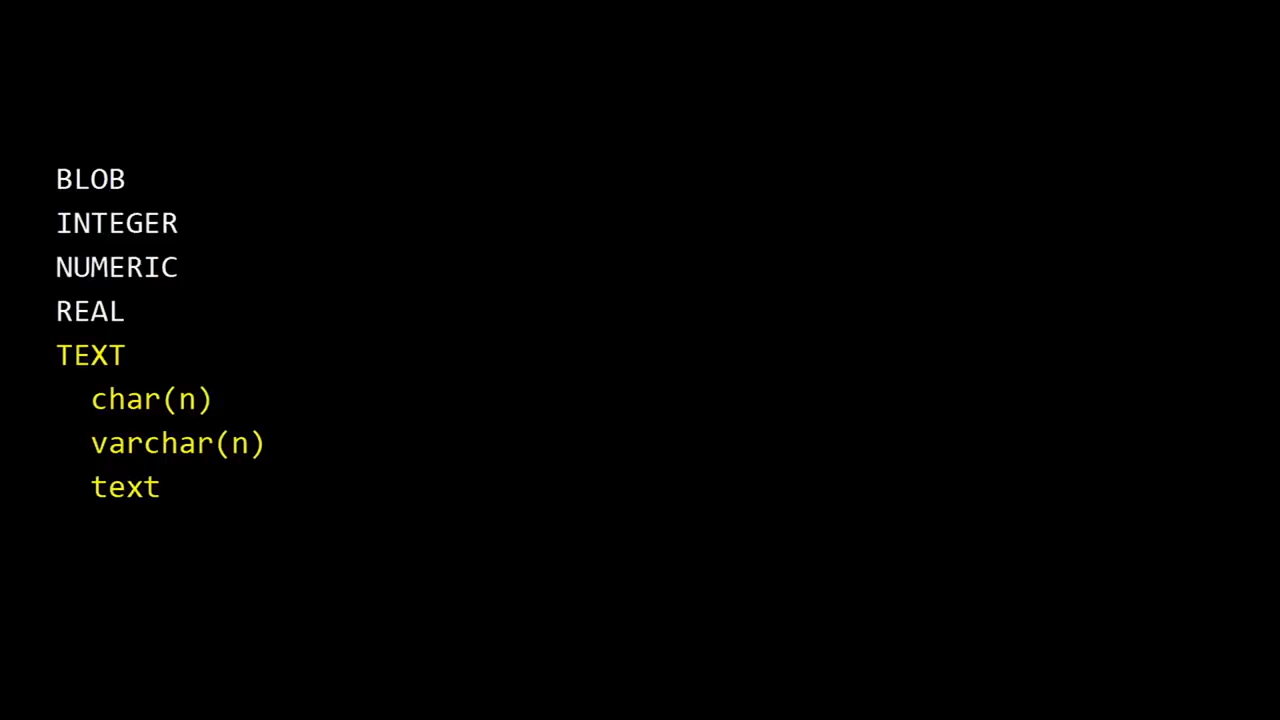 BLOB
INTEGER
NUMERIC
REAL
TEXT
char(n)
varchar(n)
text